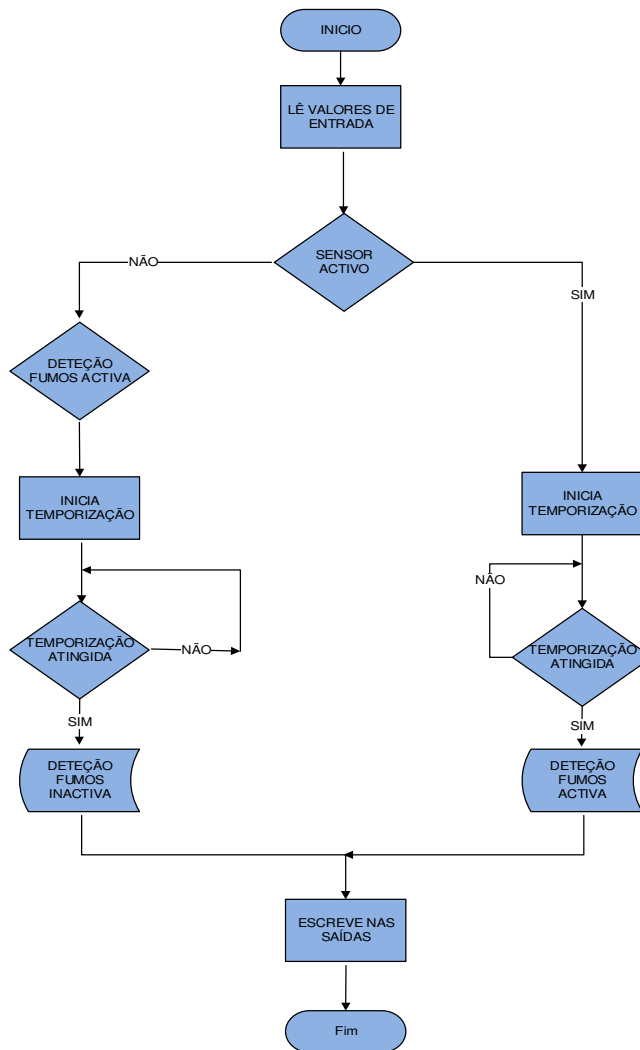 INICIO
LÊ VALORES DE
ENTRADA
SENSOR
ACTIVO
NÃO
SIM
DETEÇÃO
FUMOS ACTIVA
INICIA
TEMPORIZAÇÃO
INICIA
TEMPORIZAÇÃO
NÃO
TEMPORIZAÇÃO
ATINGIDA
NÃO
TEMPORIZAÇÃO
ATINGIDA
SIM
SIM
DETEÇÃO
FUMOS
INACTIVA
DETEÇÃO
FUMOS
ACTIVA
ESCREVE NAS
SAÍDAS
Fim